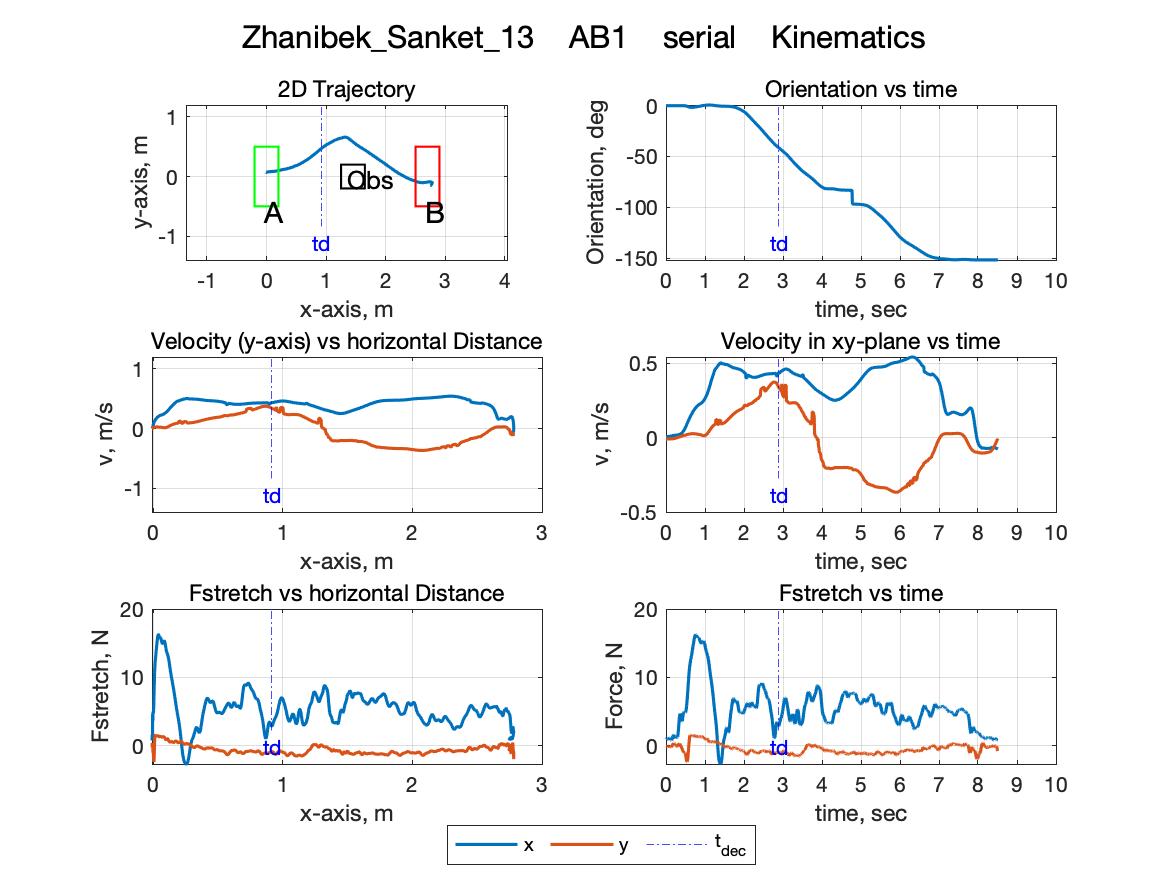 Zhanibek_Sanket_13 AB1 serial Kinematics
2D Trajectory
y-axis, m
1
0
-1
A
td
Obs
B
-1 0 1 2 3 4
x-axis, m
Orientation vs time
Orientation, deg
0
-50
-100
-150
td
0 1 2 3 4 5 6 7 8 9 10
time, sec
Velocity (y-axis) vs horizontal Distance
v, m/s
1
0
-1
td
0 1 2 3
x-axis, m
Velocity in xy-plane vs time
v, m/s
0.5
0
-0.5
td
0 1 2 3 4 5 6 7 8 9 10
time, sec
Fstretch vs horizontal Distance
Fstretch, N
20
10
0
td
0 1 2 3
x-axis, m
Fstretch vs time
Force, N
20
10
0
td
0 1 2 3 4 5 6 7 8 9 10
time, sec
x y tdec